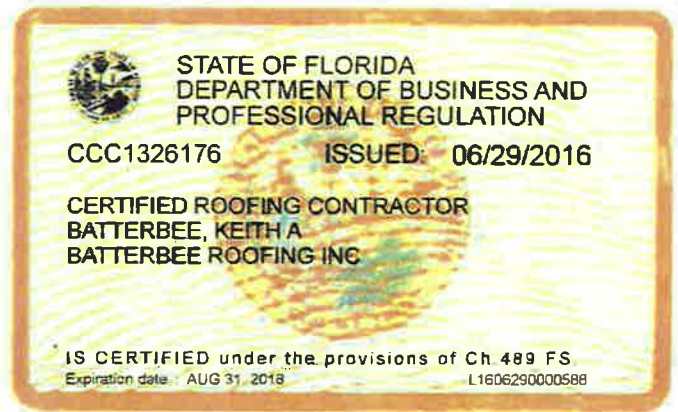 STATE OF FLORIDA
DEPARTMENT OF BUSINESS AND
PROFESSIONAL REGULATION
CCC1326176 ISSUED: 06/29/2016
CERTIFIED ROOFING CONTRACTOR
BATTERBEE, KEITH A
BATTERBEE ROOFING INC
IS CERTIFIED under the provisions of Ch 489 FS
Expiration date : AUG 31, 2018 L1606290000588